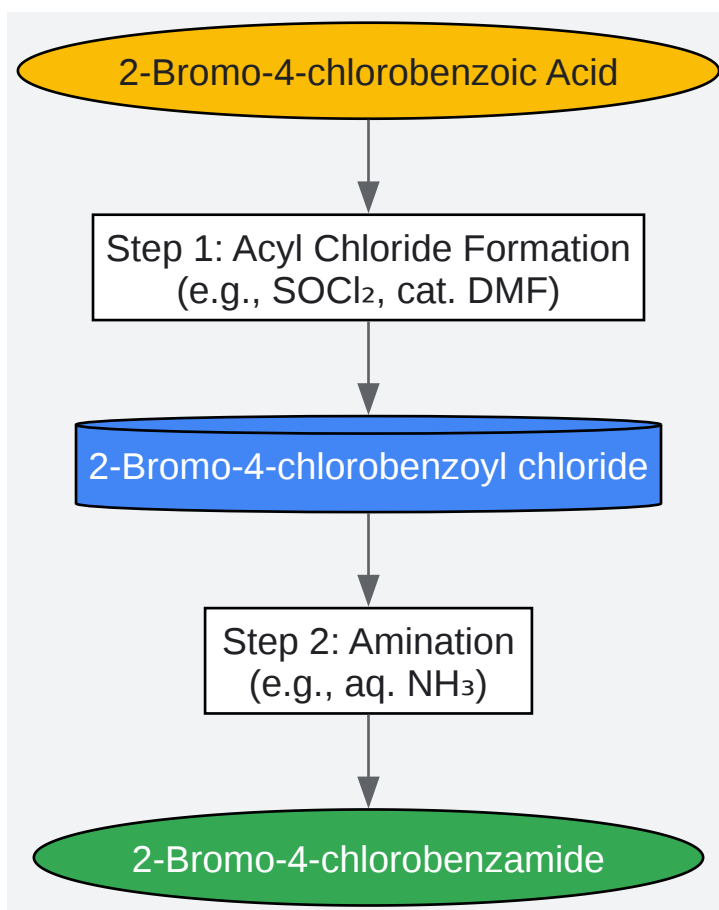 2-Bromo-4-chlorobenzoic Acid
Step 1: Acyl Chloride Formation
(e.g., SOCl₂, cat. DMF)
2-Bromo-4-chlorobenzoyl chloride
Step 2: Amination
(e.g., aq. NH₃)
2-Bromo-4-chlorobenzamide